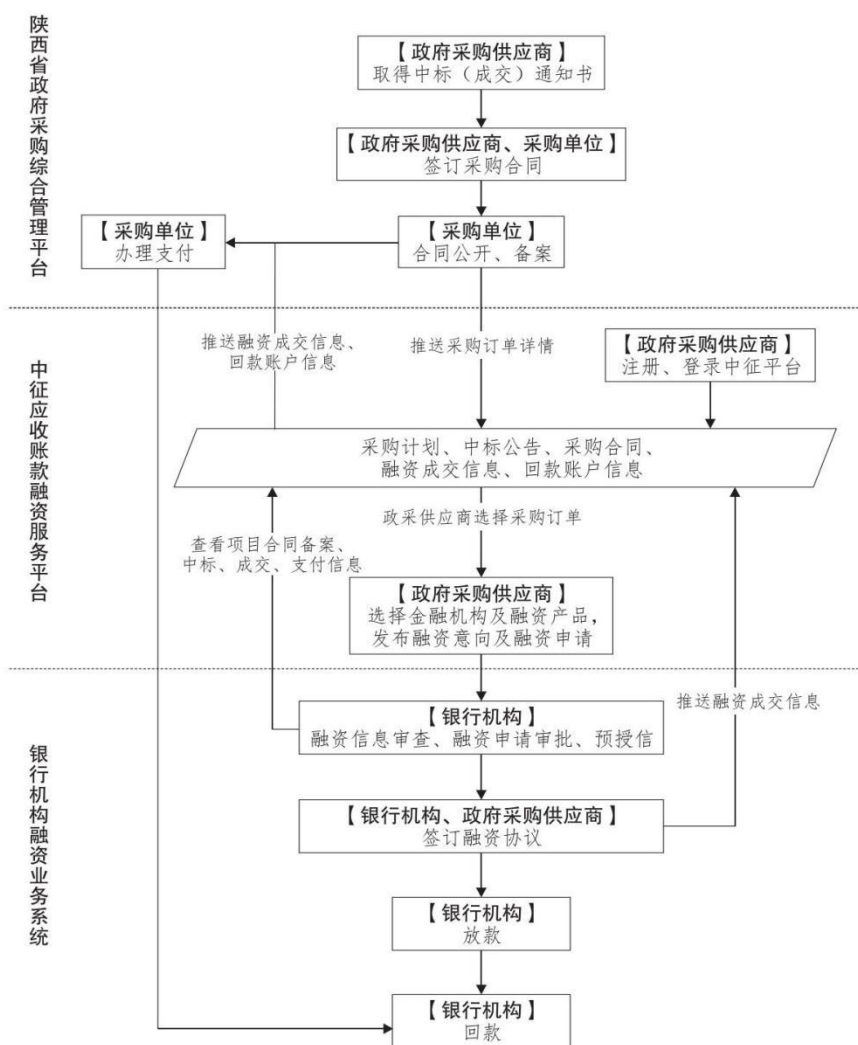 陕西省政府采购综合管理平台
【政府采购供应商】
取得中标（成交）通知书
【政府采购供应商、采购单位】
签订采购合同
【采购单位】
办理支付
【采购单位】
合同公开、备案
中征应收账款融资服务平台
推送融资成交信息、
回款账户信息
推送采购订单详情
【政府采购供应商】
注册、登录中征平台
采购计划、中标公告、采购合同、
融资成交信息、回款账户信息
政采供应商选择采购订单
查看项目合同备案、
中标、成交、支付信息
【政府采购供应商】
选择金融机构及融资产品，
发布融资意向及融资申请
银行机构融资业务系统
【银行机构】
融资信息审查、融资申请审批、预授信
推送融资成交信息
【银行机构、政府采购供应商】
签订融资协议
【银行机构】
放款
【银行机构】
回款